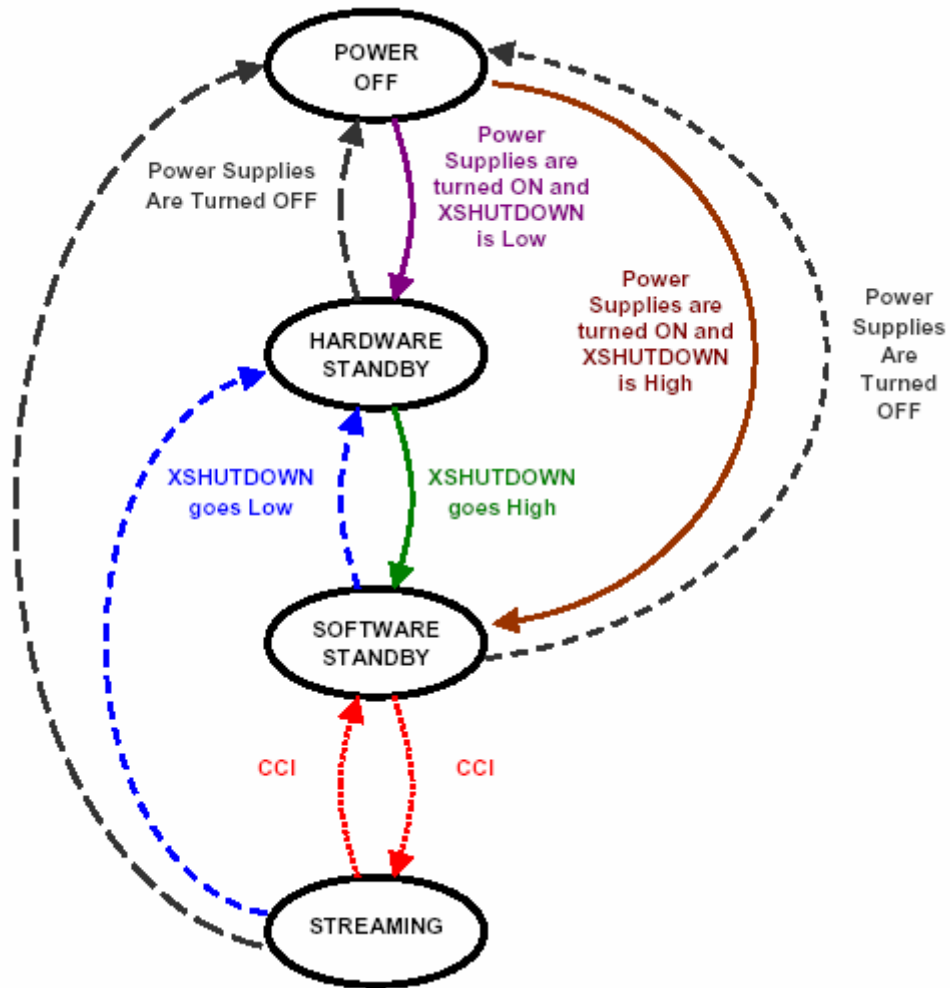 POWER
OFF
Power
Supplies are
turned ON and
XSHUTDOWN
is Low
Power Supplies
Are Turned OFF
Power
Supplies are
turned ON and
XSHUTDOWN
is High
Power
Supplies
Are
Turned
OFF
HARDWARE
STANDBY
XSHUTDOWN
goes Low
XSHUTDOWN
goes High
SOFTWARE
STANDBY
CCI
CCI
STREAMING